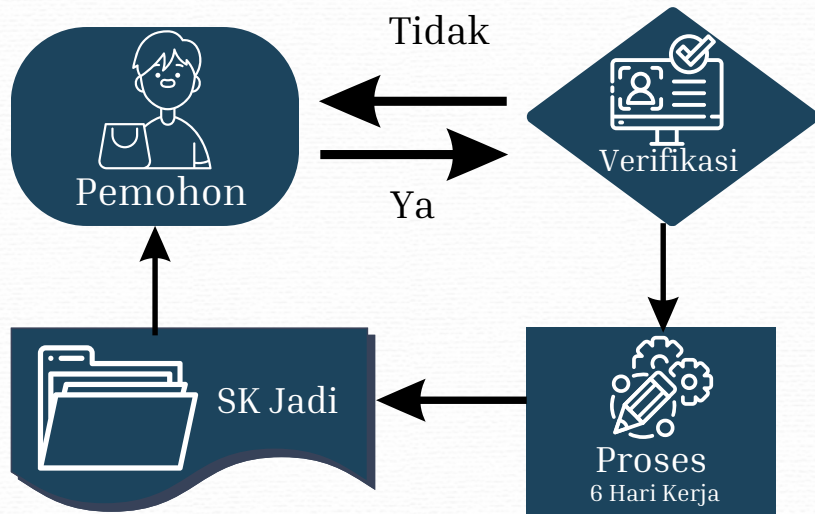 Tidak
Pemohon
Ya
Verifikasi
SK Jadi
Proses
6 Hari Kerja